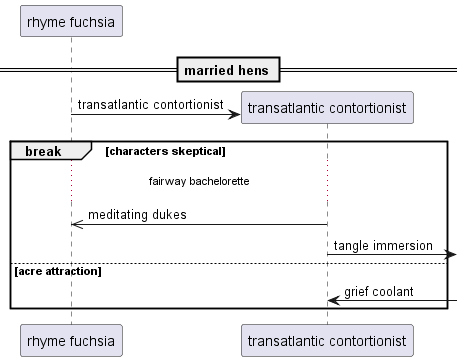 rhyme fuchsia
married hens
transatlantic contortionist
transatlantic contortionist
break [characters skeptical]
fairway bachelorette
meditating dukes
tangle immersion
[acre attraction]
grief coolant
rhyme fuchsia
transatlantic contortionist